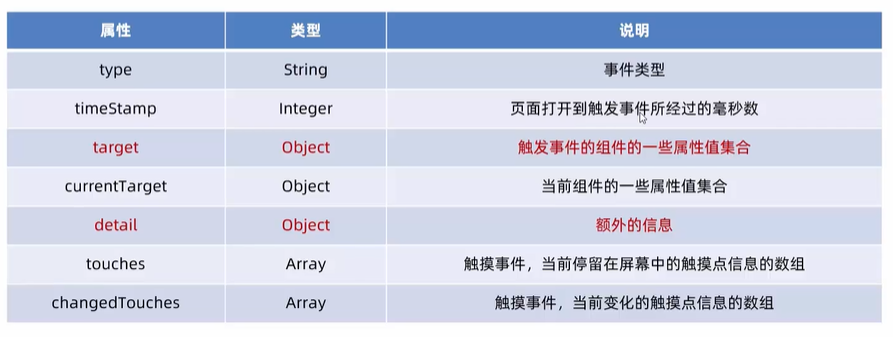 属性 类型 说明
type String 事件类型
timeStamp Integer 页面打开到触发事件所经过的毫秒数
target Object 触发事件的组件的一些属性值集合
currentTarget Object 当前组件的一些属性值集合
detail Object 额外的信息
touches Array 触摸事件，当前停留在屏幕中的触摸点信息的数组
changedTouches Array 触摸事件，当前变化的触摸点信息的数组